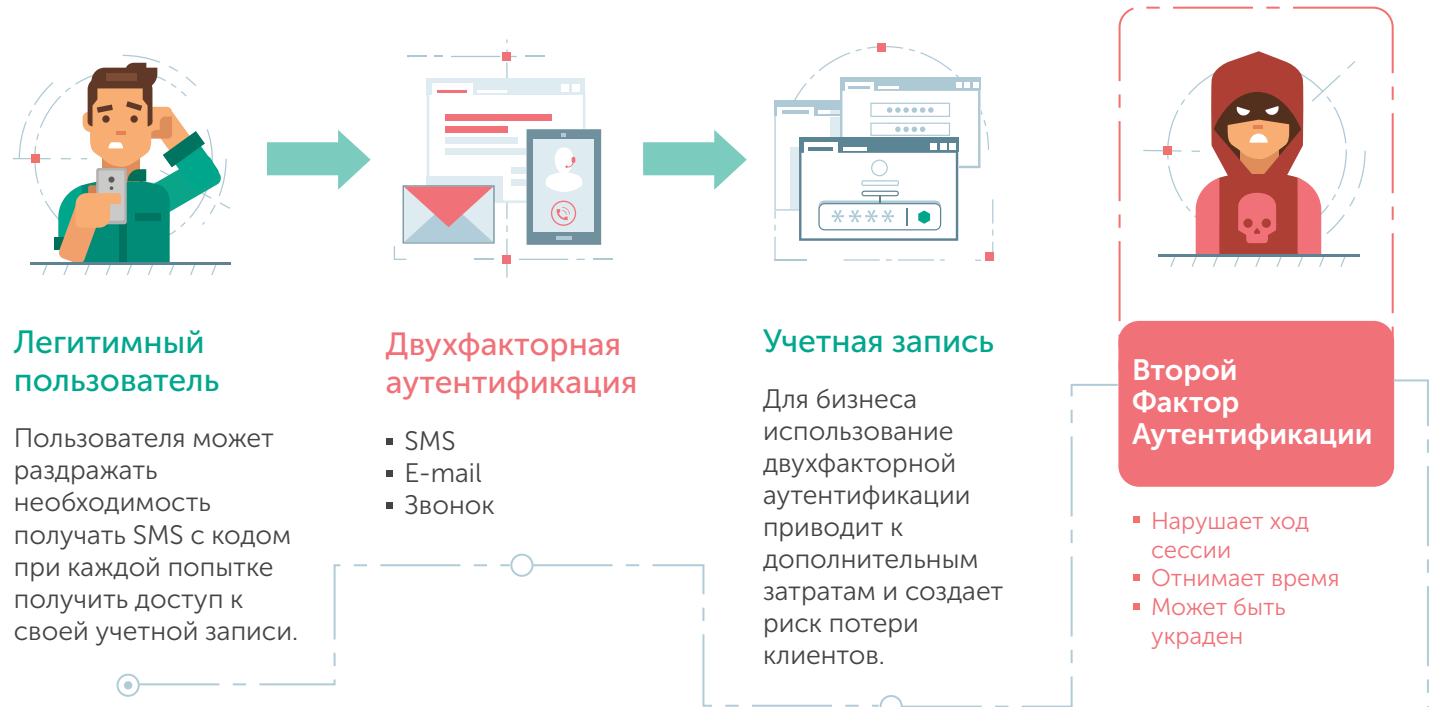 Легитимный
пользователь
Пользователя может
раздражать
необходимость
получать SMS с кодом
при каждой попытке
получить доступ к
своей учетной записи.
Двухфакторная
аутентификация
▪ SMS
▪ E-mail
▪ Звонок
Учетная запись
Для бизнеса
использование
двухфакторной
аутентификации
приводит к
дополнительным
затратам и создает
риск потери
клиентов.
Второй
Фактор
Аутентификации
▪ Нарушает ход
сессии
▪ Отнимает время
▪ Может быть
украден